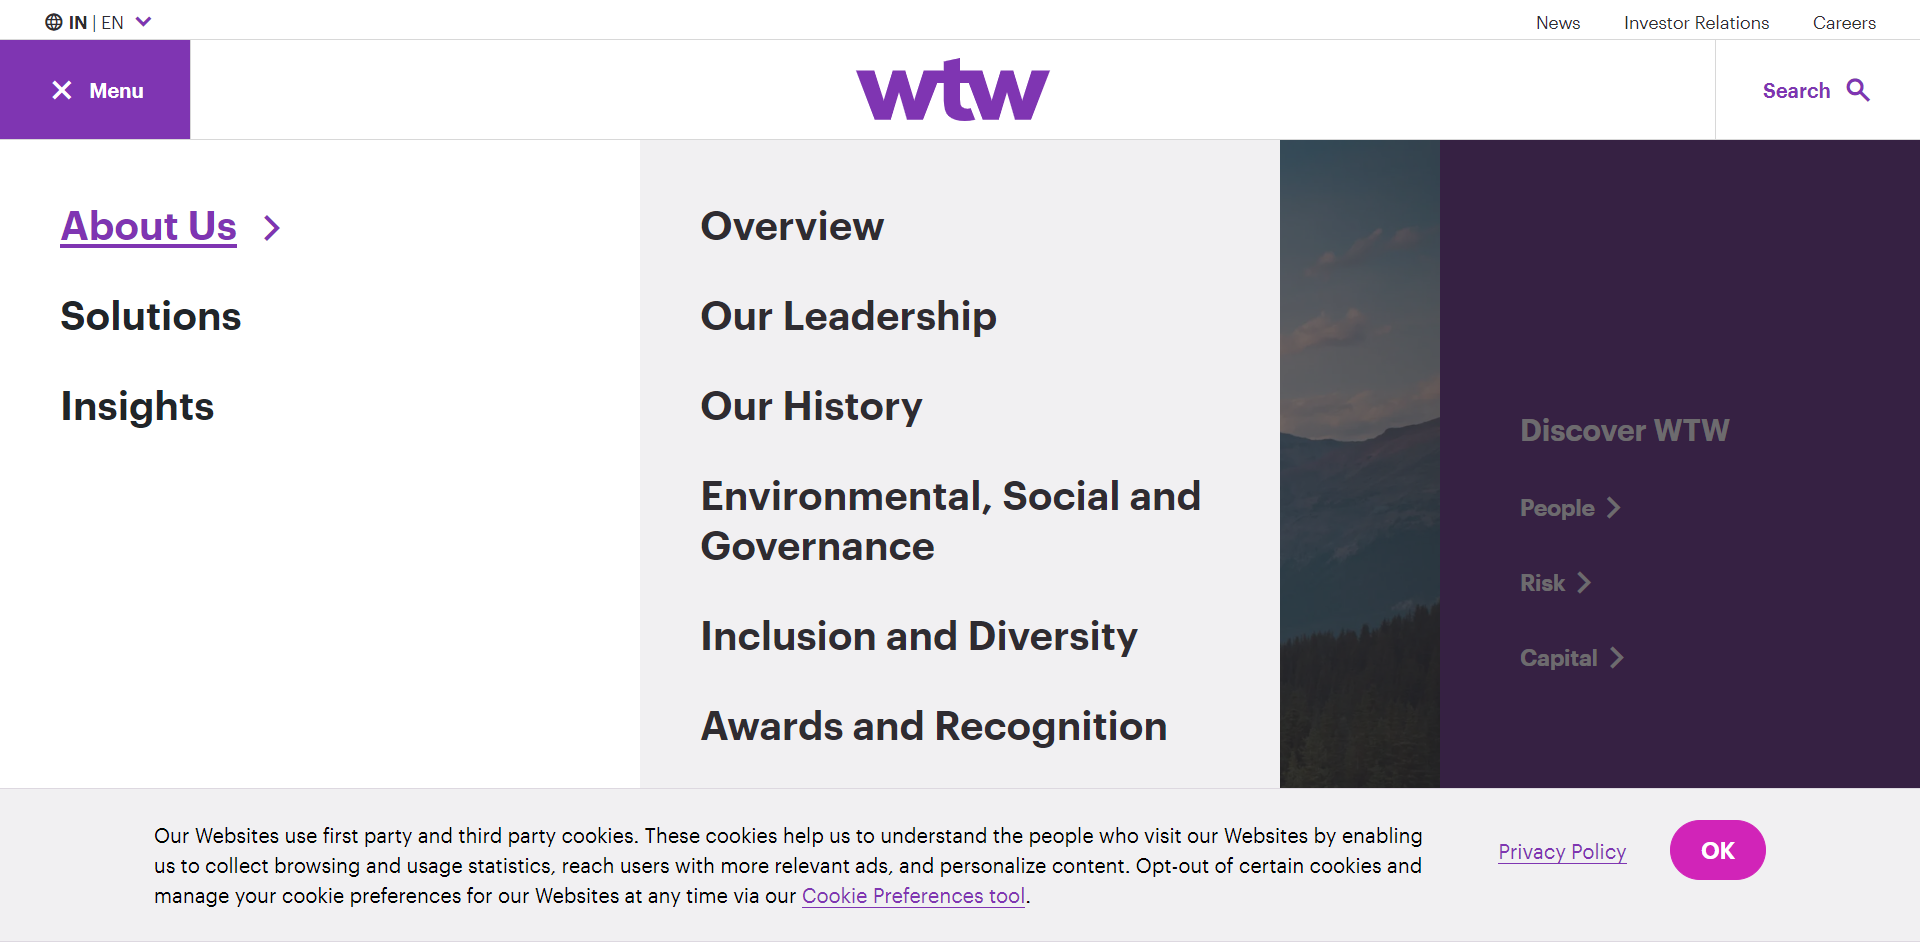 IN | EN
News
Investor Relations
Careers
Menu
wtw
Search
About Us
Solutions
Insights
Overview
Our Leadership
Our History
Environmental, Social and
Governance
Inclusion and Diversity
Awards and Recognition
Discover WTW
People
Risk
Capital
Our Websites use first party and third party cookies. These cookies help us to understand the people who visit our Websites by enabling
us to collect browsing and usage statistics, reach users with more relevant ads, and personalize content. Opt-out of certain cookies and
manage your cookie preferences for our Websites at any time via our Cookie Preferences tool.
Privacy Policy
OK